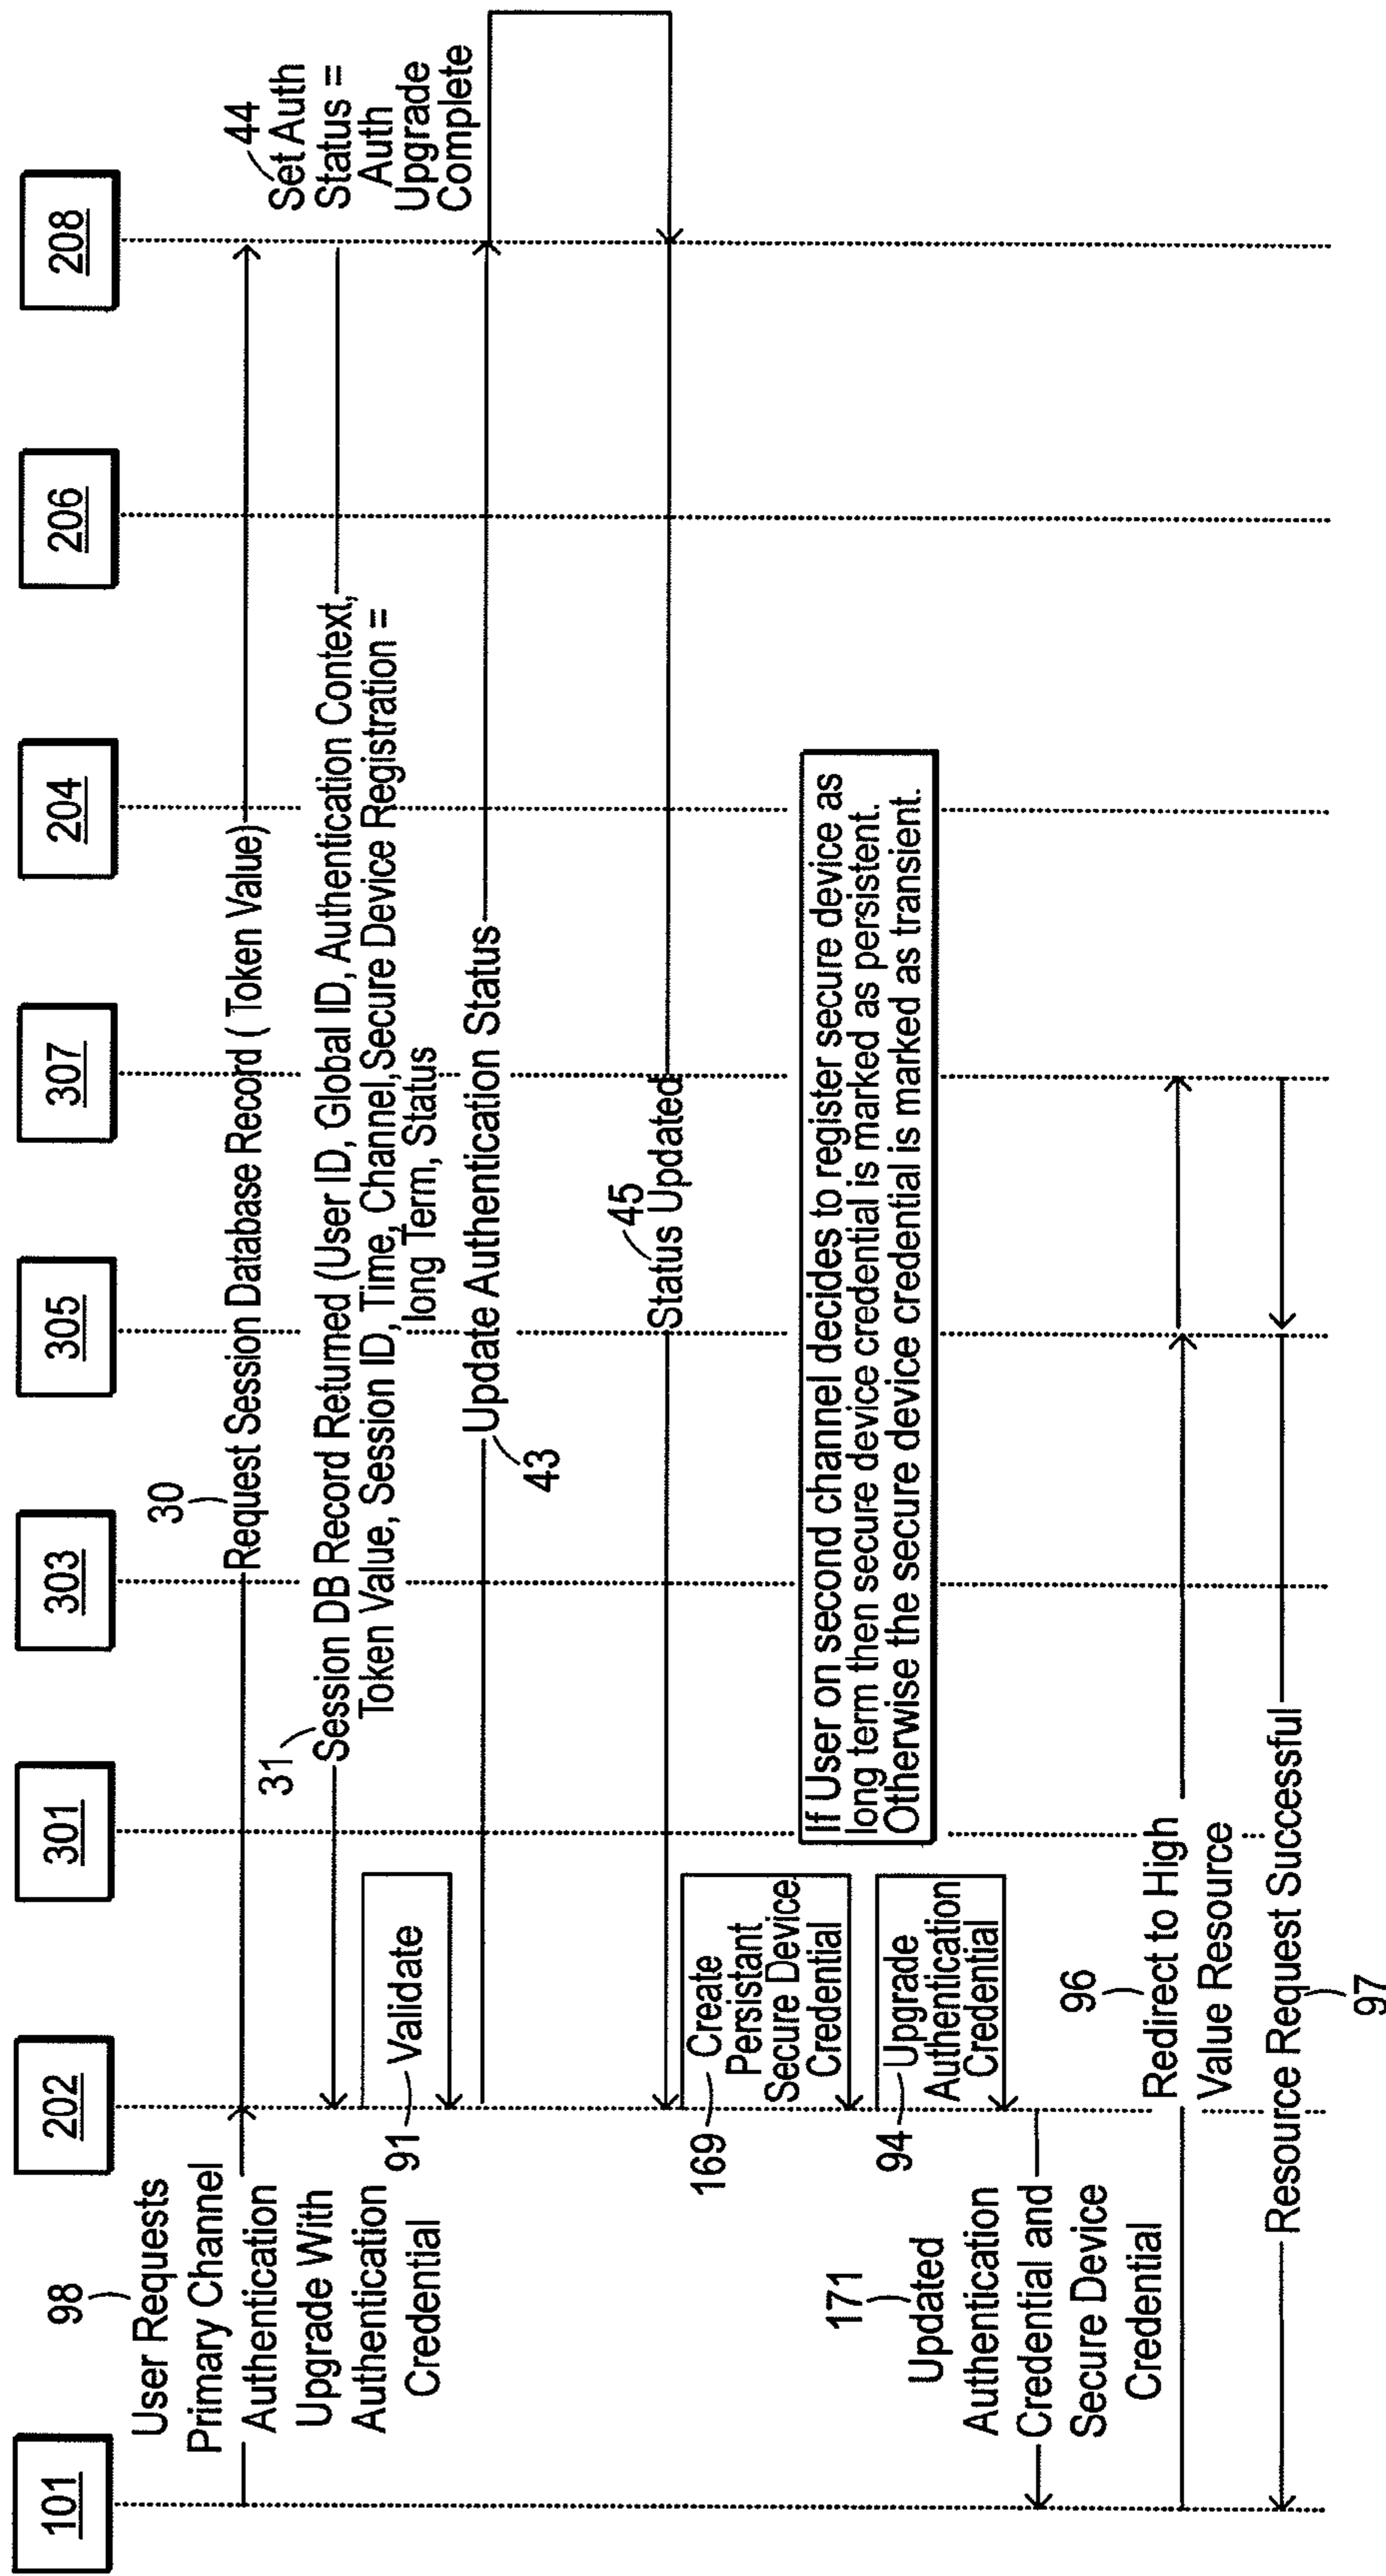 101
202
301
303
305
307
204
206
208
98
User Requests
Primary Channel
Authentication
Upgrade With
Authentication
Credential
30
Request Session Database Record ( Token Value)
31
Session DB Record Returned (User ID, Global ID, Authentication Context,
Token Value, Session ID, Time, Channel,Secure Device Registration =
long Term, Status
44
Set Auth
Status =
Auth
Upgrade
Complete
91
Validate
Update Authentication Status
43
45
Status Updated
169
Create
Persistant
Secure Device
Credential
If User on second channel decides to register secure device as
long term then secure device credential is marked as persistent.
Otherwise the secure device credential is marked as transient.
94
Upgrade
Authentication
Credential
171
Updated
Authentication
Credential and
Secure Device
Credential
96
Redirect to High
Value Resource
Resource Request Successful
97